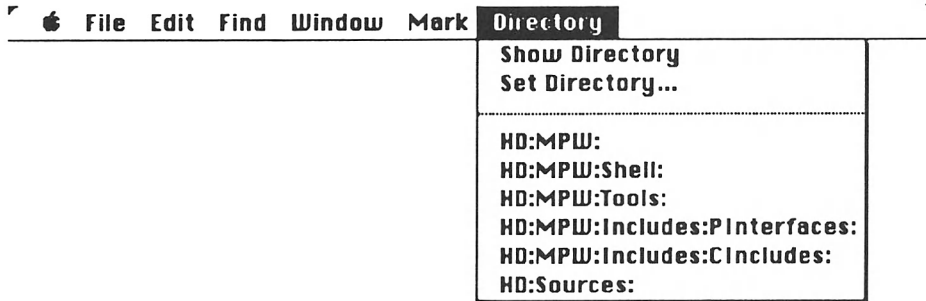 File Edit Find Window Mark Directory
Show Directory
Set Directory...
HD:MPW:
HD:MPW:Shell:
HD:MPW:Tools:
HD:MPW:Includes:PInterfaces:
HD:MPW:Includes:CIncludes:
HD:Sources: